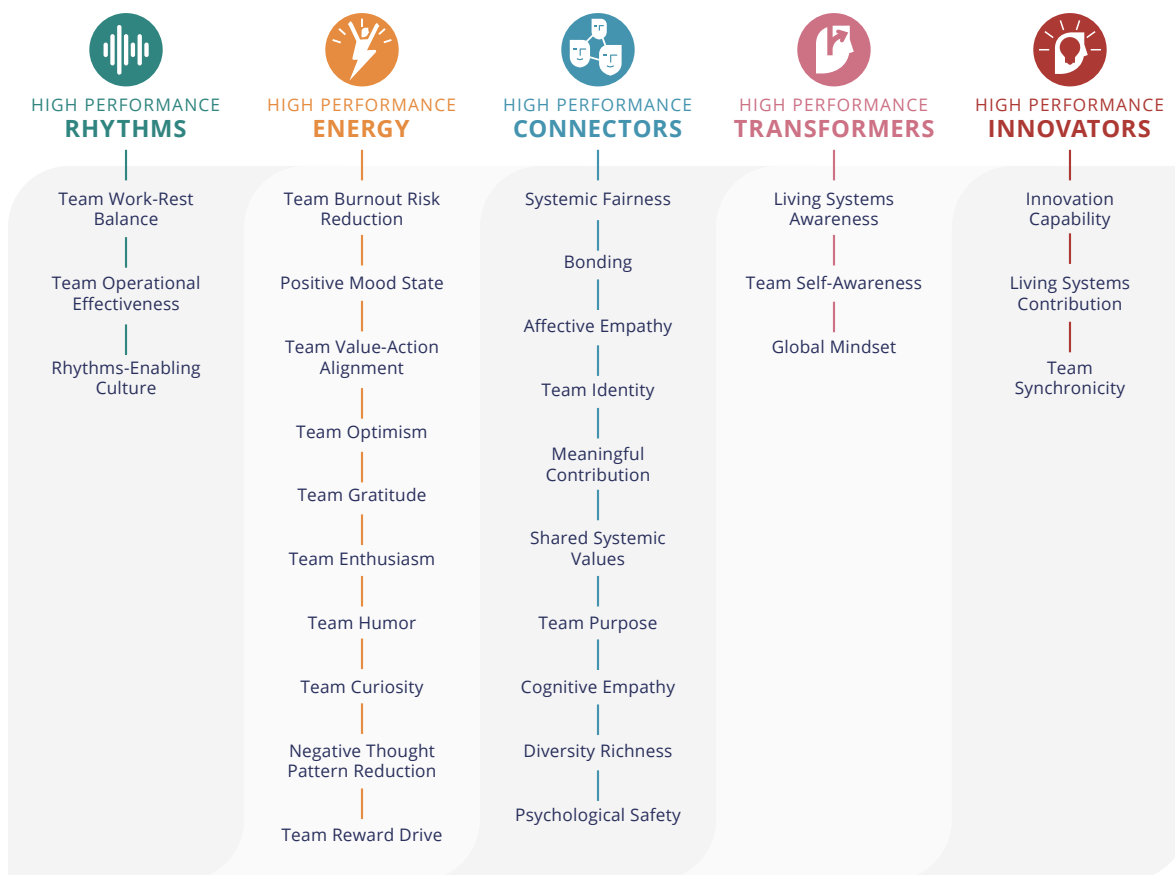 HIGH PERFORMANCE
RHYTHMS
Team Work-Rest
Balance
Team Operational
Effectiveness
Rhythms-Enabling
Culture
HIGH PERFORMANCE
ENERGY
Team Burnout Risk
Reduction
Positive Mood State
Team Value-Action
Alignment
Team Optimism
Team Gratitude
Team Enthusiasm
Team Humor
Team Curiosity
Negative Thought
Pattern Reduction
Team Reward Drive
HIGH PERFORMANCE
CONNECTORS
Systemic Fairness
Bonding
Affective Empathy
Team Identity
Meaningful
Contribution
Shared Systemic
Values
Team Purpose
Cognitive Empathy
Diversity Richness
Psychological Safety
HIGH PERFORMANCE
TRANSFORMERS
Living Systems
Awareness
Team Self-Awareness
Global Mindset
HIGH PERFORMANCE
INNOVATORS
Innovation
Capability
Living Systems
Contribution
Team
Synchronicity